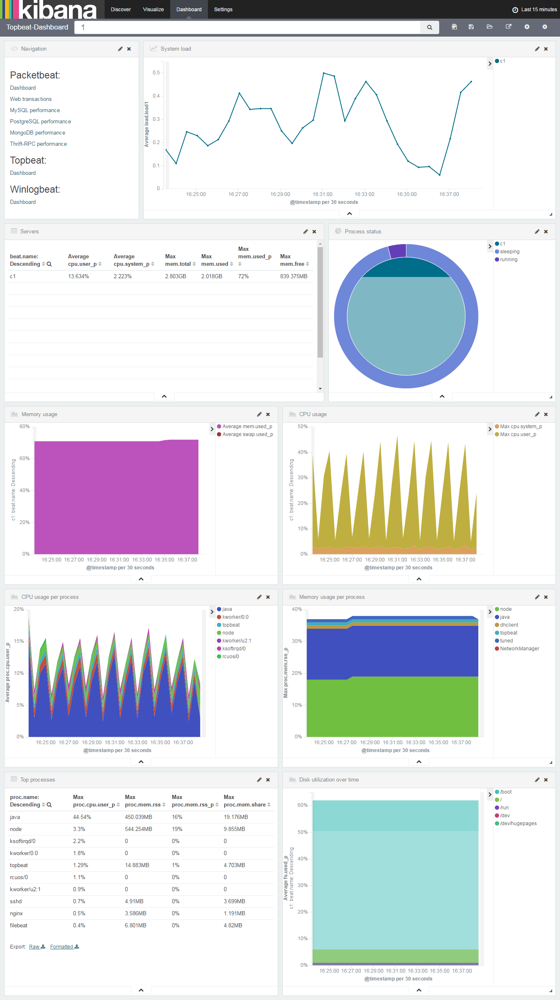 kibana
Discover Visualize Dashboard Settings
Last 15 minutes
Topbeat-Dashboard
*
Navigation
Packetbeat:
Dashboard
Web transactions
MySQL performance
PostgreSQL performance
MongoDB performance
Thrift-RPC performance
Topbeat:
Dashboard
Winlogbeat:
Dashboard
System load
Average load.load1
0.5
0.4
0.3
0.2
0.1
0
16:25:00 16:27:00 16:29:00 16:31:00 16:33:00 16:35:00 16:37:00
@timestamp per 30 seconds
c1
Servers
beat.name: Descending Average cpu.user_p Average cpu.system_p Max mem.total Max mem.used Max mem.used_p Max mem.free
c1 13.634% 2.223% 2.803GB 2.018GB 72% 839.375MB
Process status
c1
sleeping
running
Memory usage
c1: beat.name: Descending
80%
60%
40%
20%
0%
16:25:00 16:27:00 16:29:00 16:31:00 16:33:00 16:35:00 16:37:00
@timestamp per 30 seconds
Average mem.used_p
Average swap.used_p
CPU usage
c1: beat.name: Descending
50%
40%
30%
20%
10%
0%
16:25:00 16:27:00 16:29:00 16:31:00 16:33:00 16:35:00 16:37:00
@timestamp per 30 seconds
Max cpu.system_p
Max cpu.user_p
CPU usage per process
Average proc.cpu.user_p
20%
15%
10%
5%
0%
16:25:00 16:27:00 16:29:00 16:31:00 16:33:00 16:35:00 16:37:00
@timestamp per 30 seconds
java
kworker/0:0
topbeat
node
kworker/u2:1
ksoftirqd/0
rcuos/0
Memory usage per process
Max proc.mem.rss_p
40%
30%
20%
10%
0%
16:25:00 16:27:00 16:29:00 16:31:00 16:33:00 16:35:00 16:37:00
@timestamp per 30 seconds
node
java
dhclient
topbeat
tuned
NetworkManager
Top processes
proc.name: Descending Max proc.cpu.user_p Max proc.mem.rss Max proc.mem.rss_p Max proc.mem.share
java 44.54% 450.039MB 16% 19.176MB
node 3.3% 544.254MB 19% 9.855MB
ksoftirqd/0 2.2% 0 0% 0
kworker/0:0 1.8% 0 0% 0
topbeat 1.29% 14.883MB 1% 4.703MB
rcuos/0 1.1% 0 0% 0
kworker/u2:1 0.9% 0 0% 0
sshd 0.7% 4.91MB 0% 3.699MB
nginx 0.5% 3.586MB 0% 1.191MB
filebeat 0.4% 6.801MB 0% 4.82MB
Export: Raw Formatted
Disk utilization over time
Average fs.used_p
c1: beat.name: Descending
60%
50%
40%
30%
20%
10%
0%
16:25:00 16:27:00 16:29:00 16:31:00 16:33:00 16:35:00 16:37:00
@timestamp per 30 seconds
/boot
/
/run
/dev
/dev/hugepages